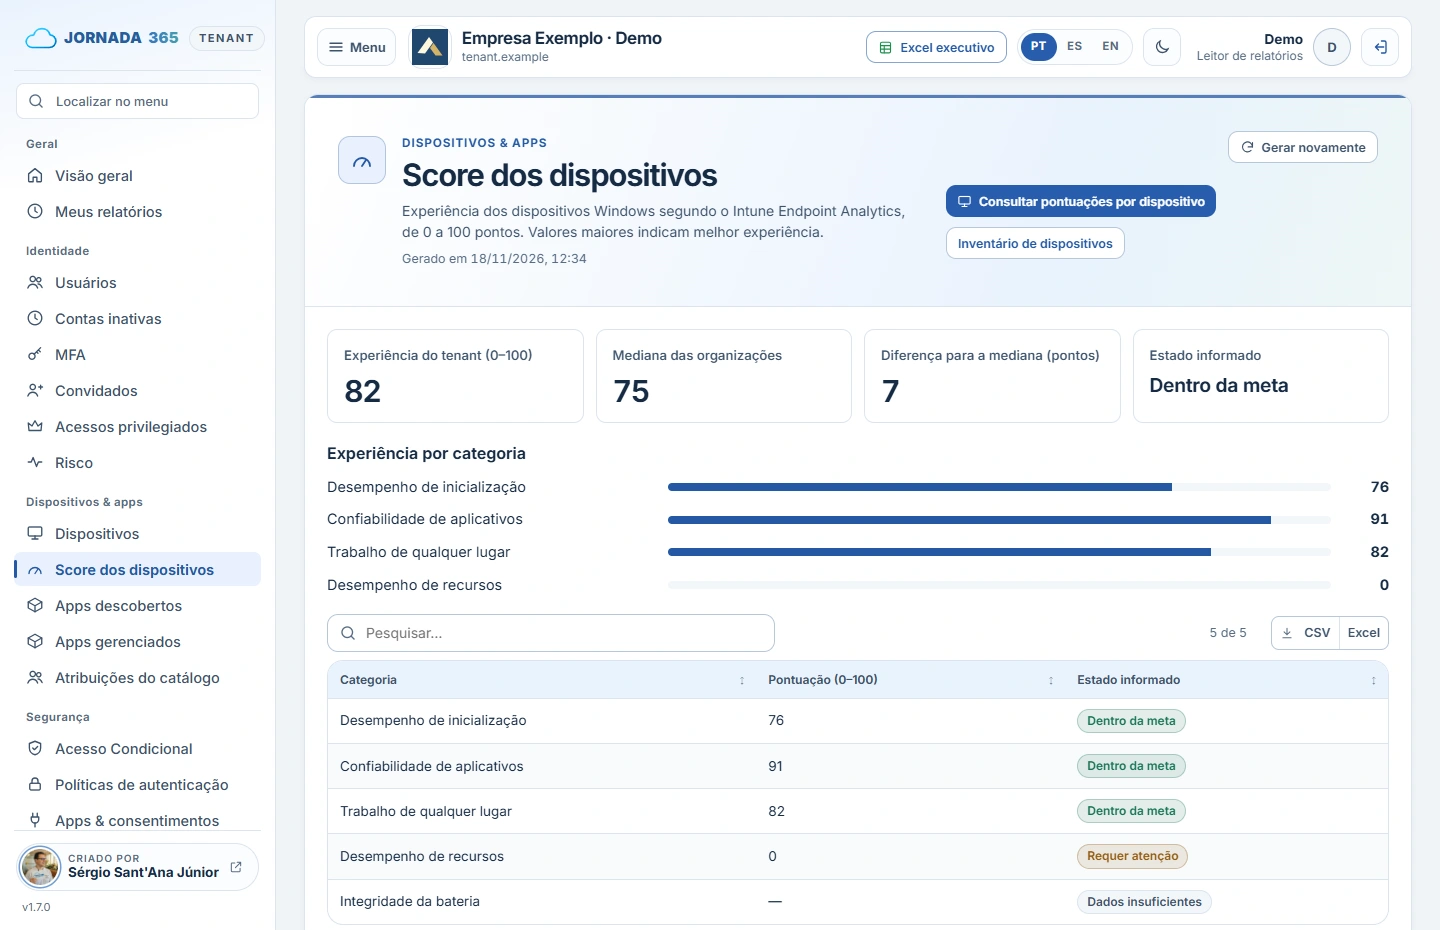 JORNADA 365 TENANT
Localizar no menu
Geral
Visão geral
Meus relatórios
Identidade
Usuários
Contas inativas
MFA
Convidados
Acessos privilegiados
Risco
Dispositivos & apps
Dispositivos
Score dos dispositivos
Apps descobertos
Apps gerenciados
Atribuições do catálogo
Segurança
Acesso Condicional
Políticas de autenticação
Apps & consentimentos
CRIADO POR
Sérgio Sant'Ana Júnior
v1.7.0
Menu
Empresa Exemplo · Demo
tenant.example
Excel executivo
PT ES EN
Demo
Leitor de relatórios
D
DISPOSITIVOS & APPS
Score dos dispositivos
Experiência dos dispositivos Windows segundo o Intune Endpoint Analytics,
de 0 a 100 pontos. Valores maiores indicam melhor experiência.
Gerado em 18/11/2026, 12:34
Gerar novamente
Consultar pontuações por dispositivo
Inventário de dispositivos
Experiência do tenant (0–100)
82
Mediana das organizações
75
Diferença para a mediana (pontos)
7
Estado informado
Dentro da meta
Experiência por categoria
Desempenho de inicialização 76
Confiabilidade de aplicativos 91
Trabalho de qualquer lugar 82
Desempenho de recursos 0
Pesquisar...
5 de 5
CSV Excel
Categoria Pontuação (0–100) Estado informado
Desempenho de inicialização 76 Dentro da meta
Confiabilidade de aplicativos 91 Dentro da meta
Trabalho de qualquer lugar 82 Dentro da meta
Desempenho de recursos 0 Requer atenção
Integridade da bateria — Dados insuficientes